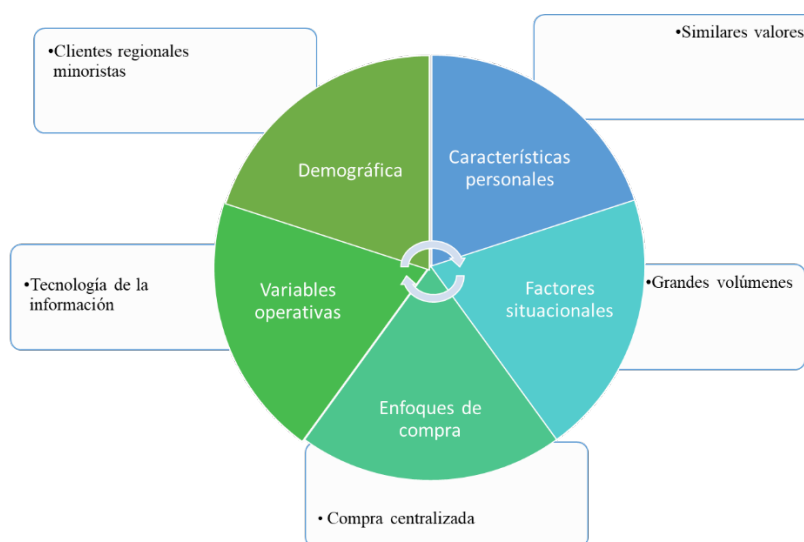 •Clientes regionales
minoristas
•Similares valores
Demográfica
Características
personales
•Tecnología de la
información
Variables
operativas
Factores
situacionales
•Grandes volúmenes
Enfoques de
compra
• Compra centralizada